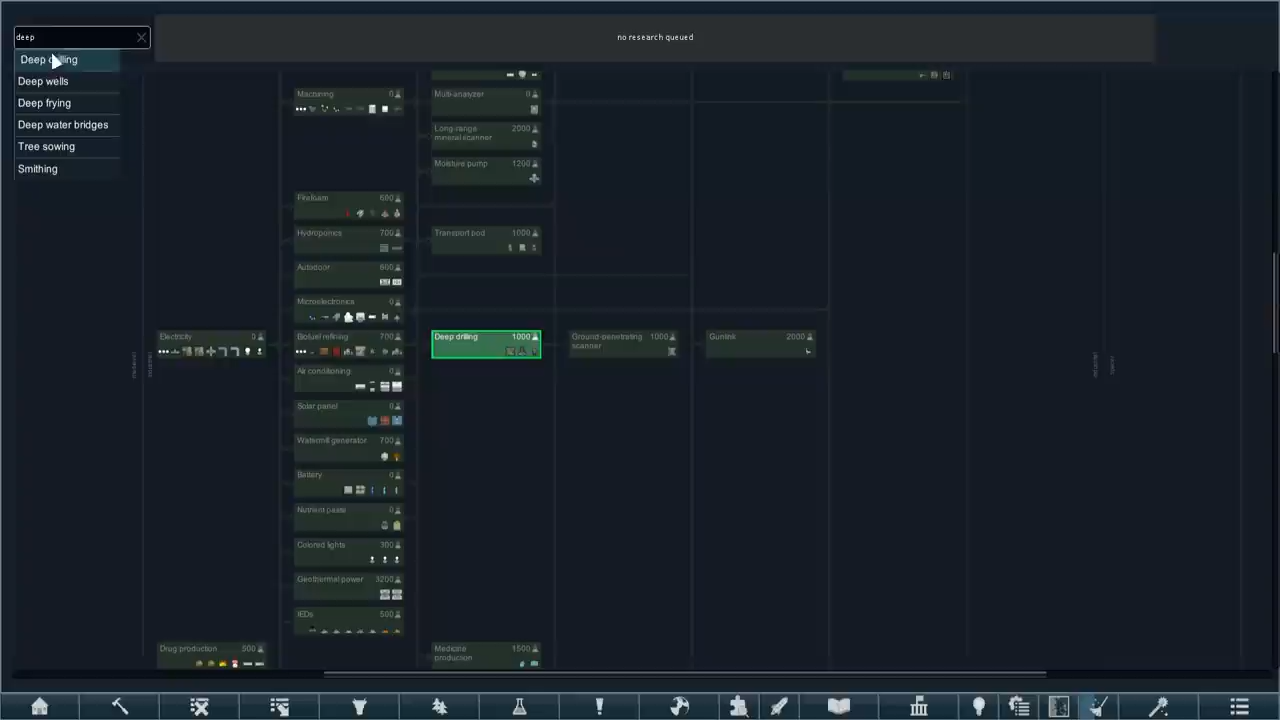 deep
no research queued
Deep drilling
Deep wells
Deep frying
Deep water bridges
Tree sowing
Smithing
Machining 0
Multi-analyzer 0
Long-range 2000
mineral scanner
Moisture pump 1200
Firefoam 600
Hydroponics 700
Transport pod 1000
Autodoor 600
Microelectronics 0
Electricity 0
Biofuel refining 700
Deep drilling 1000
Ground-penetrating 1000
scanner
Gunlink 2000
Air conditioning 0
Solar panel 0
Watermill generator 700
Battery 0
Nutrient paste 0
Colored lights 300
Geothermal power 3200
IEDs 500
Drug production 500
Medicine 1500
production